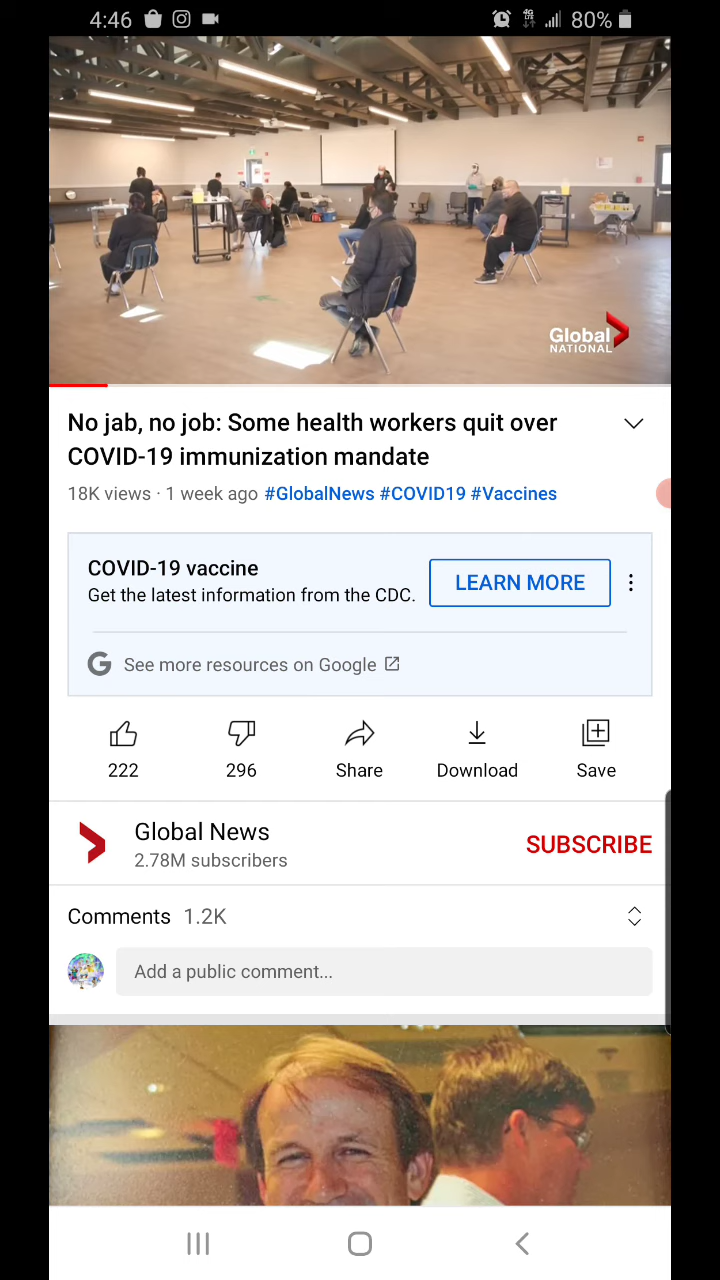 4:46
4G
LTE
80%
Global
NATIONAL
No jab, no job: Some health workers quit over
COVID-19 immunization mandate
18K views · 1 week ago #GlobalNews #COVID19 #Vaccines
COVID-19 vaccine
Get the latest information from the CDC.
LEARN MORE
G See more resources on Google
222
296
Share
Download
Save
Global News
2.78M subscribers
SUBSCRIBE
Comments 1.2K
Add a public comment...